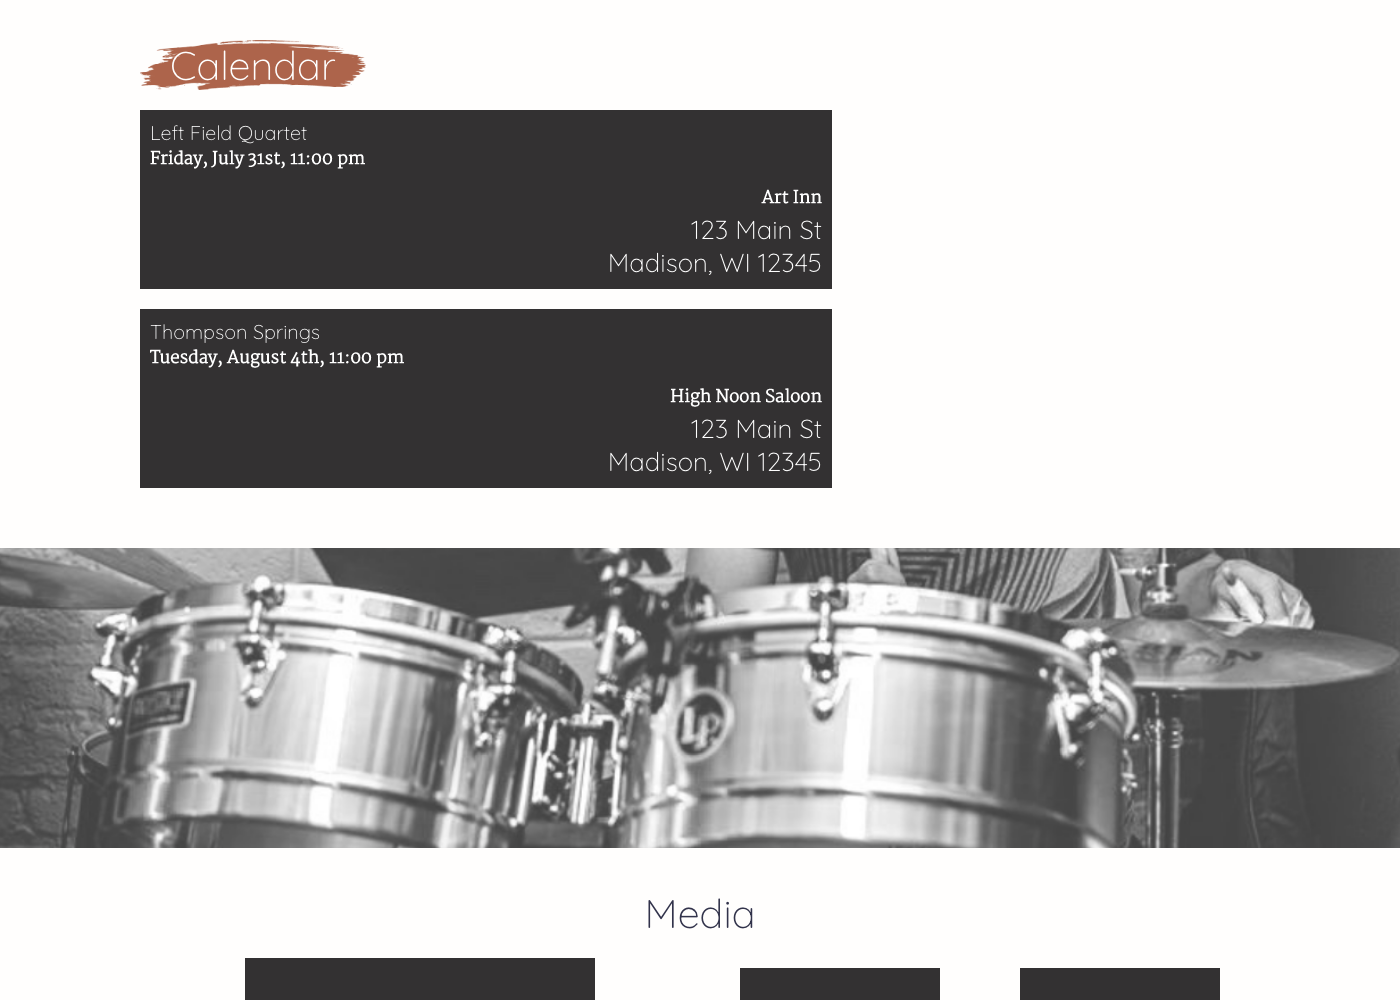 Calendar
Left Field Quartet
Friday, July 31st, 11:00 pm
Art Inn
123 Main St
Madison, WI 12345
Thompson Springs
Tuesday, August 4th, 11:00 pm
High Noon Saloon
123 Main St
Madison, WI 12345
LP
Media